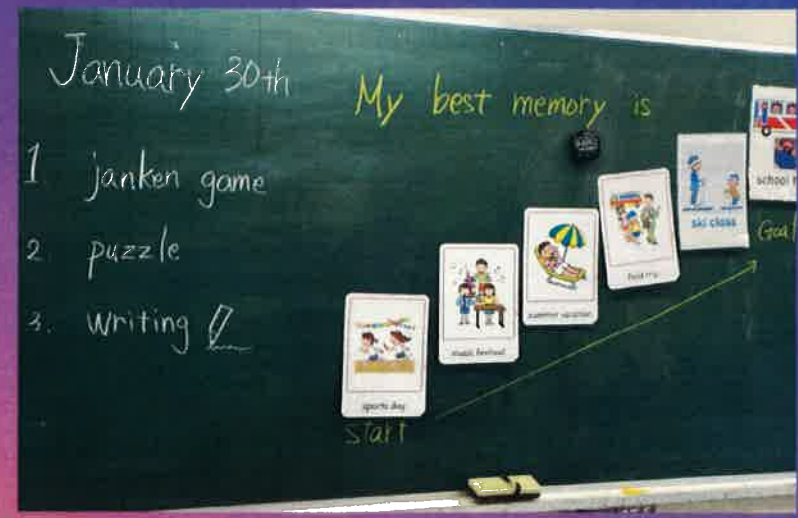 January 30th
My best memory is
1 janken game
2 puzzle
3. writing
sports day
music festival
summer vacation
field trip
ski class
school
start
Goal